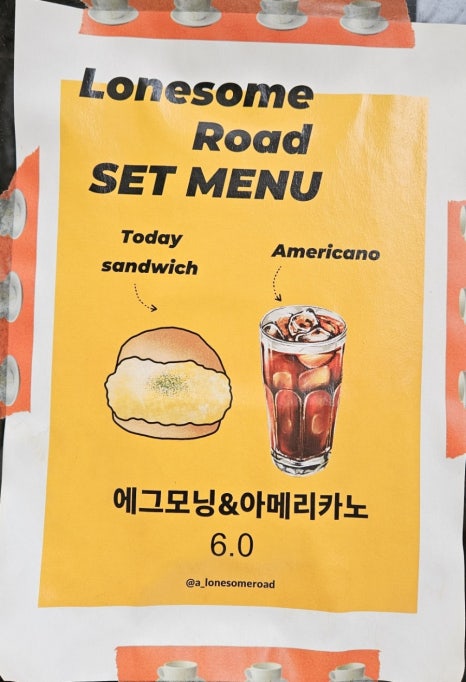 Lonesome
Road
SET MENU
Today
sandwich
Americano
에그모닝&아메리카노
6.0
@a_lonesomeroad